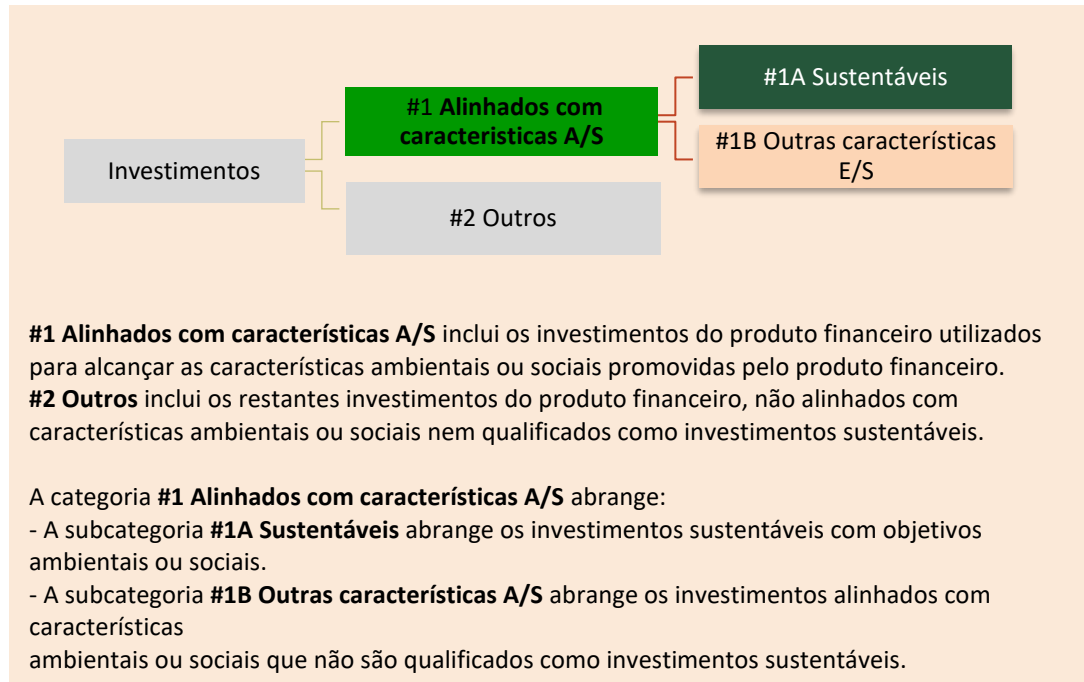 #1A Sustentáveis
#1 Alinhados com
caracteristicas A/S
#1B Outras características
E/S
Investimentos
#2 Outros
#1 Alinhados com características A/S inclui os investimentos do produto financeiro utilizados
para alcançar as características ambientais ou sociais promovidas pelo produto financeiro.
#2 Outros inclui os restantes investimentos do produto financeiro, não alinhados com
características ambientais ou sociais nem qualificados como investimentos sustentáveis.
A categoria #1 Alinhados com características A/S abrange:
- A subcategoria #1A Sustentáveis abrange os investimentos sustentáveis com objetivos
ambientais ou sociais.
- A subcategoria #1B Outras características A/S abrange os investimentos alinhados com
características
ambientais ou sociais que não são qualificados como investimentos sustentáveis.